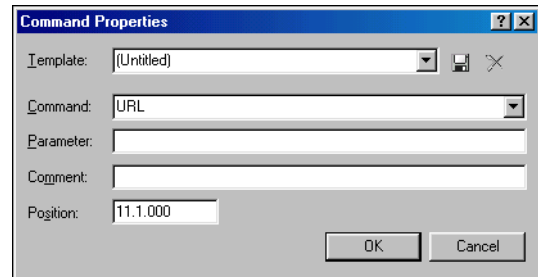 Command Properties
Template: (Untitled)
Command: URL
Parameter:
Comment:
Position: 11.1.000
OK Cancel